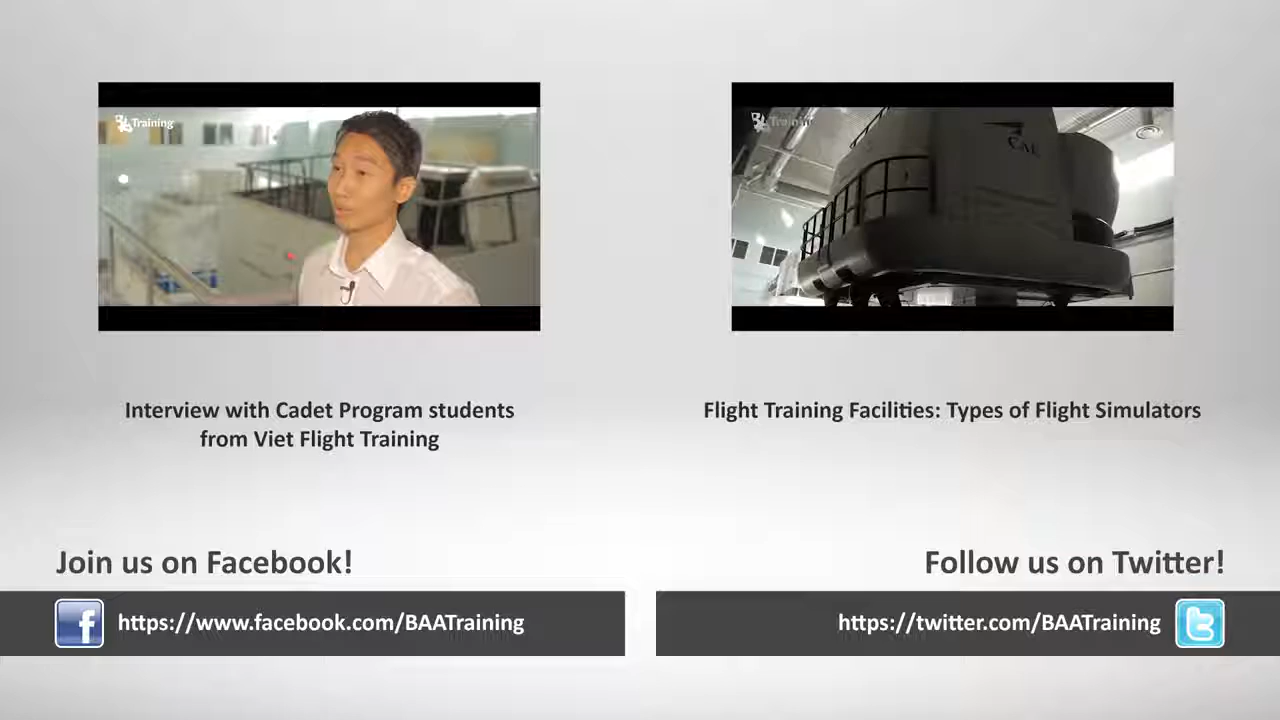 Training
Training
CAE
Interview with Cadet Program students
from Viet Flight Training
Flight Training Facilities: Types of Flight Simulators
Join us on Facebook!
Follow us on Twitter!
f https://www.facebook.com/BAATraining
https://twitter.com/BAATraining t